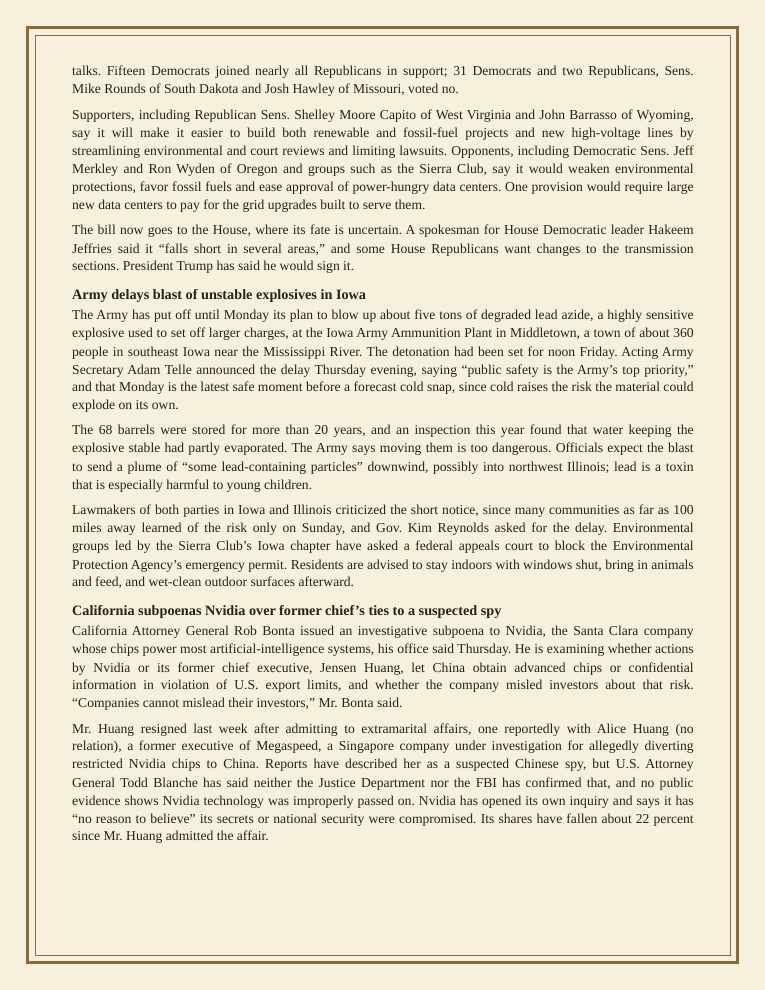 talks. Fifteen Democrats joined nearly all Republicans in support; 31 Democrats and two Republicans, Sens.
Mike Rounds of South Dakota and Josh Hawley of Missouri, voted no.
Supporters, including Republican Sens. Shelley Moore Capito of West Virginia and John Barrasso of Wyoming,
say it will make it easier to build both renewable and fossil-fuel projects and new high-voltage lines by
streamlining environmental and court reviews and limiting lawsuits. Opponents, including Democratic Sens. Jeff
Merkley and Ron Wyden of Oregon and groups such as the Sierra Club, say it would weaken environmental
protections, favor fossil fuels and ease approval of power-hungry data centers. One provision would require large
new data centers to pay for the grid upgrades built to serve them.
The bill now goes to the House, where its fate is uncertain. A spokesman for House Democratic leader Hakeem
Jeffries said it “falls short in several areas,” and some House Republicans want changes to the transmission
sections. President Trump has said he would sign it.
Army delays blast of unstable explosives in Iowa
The Army has put off until Monday its plan to blow up about five tons of degraded lead azide, a highly sensitive
explosive used to set off larger charges, at the Iowa Army Ammunition Plant in Middletown, a town of about 360
people in southeast Iowa near the Mississippi River. The detonation had been set for noon Friday. Acting Army
Secretary Adam Telle announced the delay Thursday evening, saying “public safety is the Army’s top priority,”
and that Monday is the latest safe moment before a forecast cold snap, since cold raises the risk the material could
explode on its own.
The 68 barrels were stored for more than 20 years, and an inspection this year found that water keeping the
explosive stable had partly evaporated. The Army says moving them is too dangerous. Officials expect the blast
to send a plume of “some lead-containing particles” downwind, possibly into northwest Illinois; lead is a toxin
that is especially harmful to young children.
Lawmakers of both parties in Iowa and Illinois criticized the short notice, since many communities as far as 100
miles away learned of the risk only on Sunday, and Gov. Kim Reynolds asked for the delay. Environmental
groups led by the Sierra Club’s Iowa chapter have asked a federal appeals court to block the Environmental
Protection Agency’s emergency permit. Residents are advised to stay indoors with windows shut, bring in animals
and feed, and wet-clean outdoor surfaces afterward.
California subpoenas Nvidia over former chief’s ties to a suspected spy
California Attorney General Rob Bonta issued an investigative subpoena to Nvidia, the Santa Clara company
whose chips power most artificial-intelligence systems, his office said Thursday. He is examining whether actions
by Nvidia or its former chief executive, Jensen Huang, let China obtain advanced chips or confidential
information in violation of U.S. export limits, and whether the company misled investors about that risk.
“Companies cannot mislead their investors,” Mr. Bonta said.
Mr. Huang resigned last week after admitting to extramarital affairs, one reportedly with Alice Huang (no
relation), a former executive of Megaspeed, a Singapore company under investigation for allegedly diverting
restricted Nvidia chips to China. Reports have described her as a suspected Chinese spy, but U.S. Attorney
General Todd Blanche has said neither the Justice Department nor the FBI has confirmed that, and no public
evidence shows Nvidia technology was improperly passed on. Nvidia has opened its own inquiry and says it has
“no reason to believe” its secrets or national security were compromised. Its shares have fallen about 22 percent
since Mr. Huang admitted the affair.